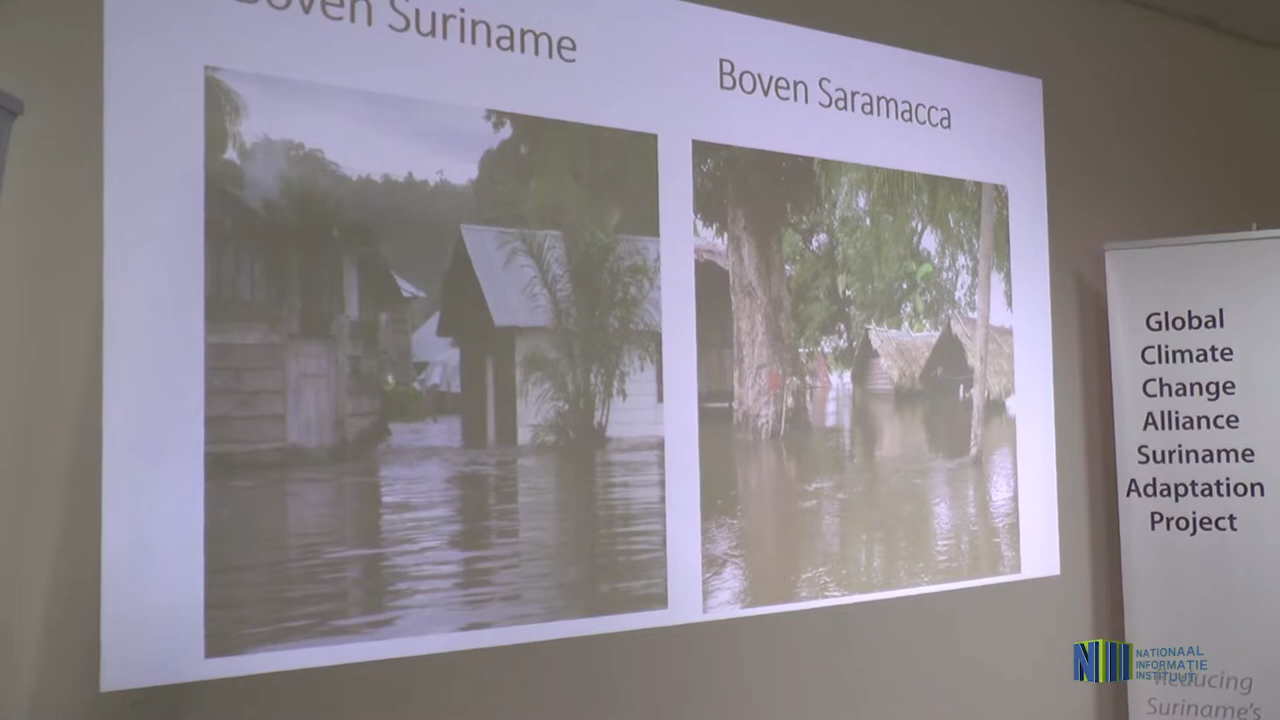 Boven Suriname
Boven Saramacca
Global
Climate
Change
Alliance
Suriname
Adaptation
Project
Reducing
Suriname's
NATIONAAL
INFORMATIE
INSTITUUT